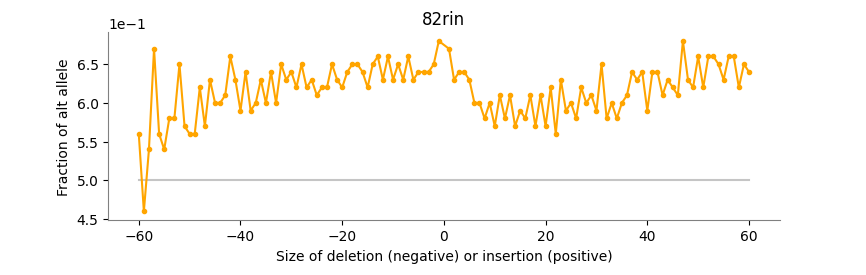 82rin
1e−1
6.5
6.0
5.5
5.0
4.5
Fraction of alt allele
−60 −40 −20 0 20 40 60
Size of deletion (negative) or insertion (positive)